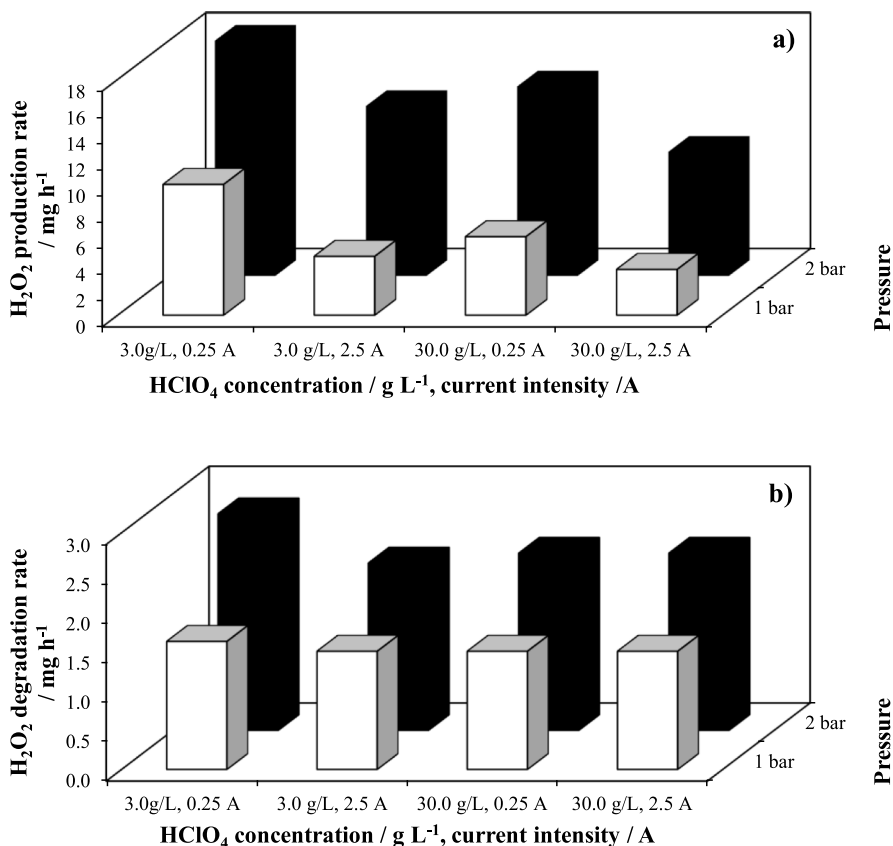 a)
18
16
14
12
10
8
6
4
2
0
H₂O₂ production rate
/ mg h⁻¹
2 bar
1 bar
Pressure
3.0g/L, 0.25 A 3.0 g/L, 2.5 A 30.0 g/L, 0.25 A 30.0 g/L, 2.5 A
HClO₄ concentration / g L⁻¹, current intensity /A
b)
3.0
2.5
2.0
1.5
1.0
0.5
0.0
H₂O₂ degradation rate
/ mg h⁻¹
2 bar
1 bar
Pressure
3.0g/L, 0.25 A 3.0 g/L, 2.5 A 30.0 g/L, 0.25 A 30.0 g/L, 2.5 A
HClO₄ concentration / g L⁻¹, current intensity / A